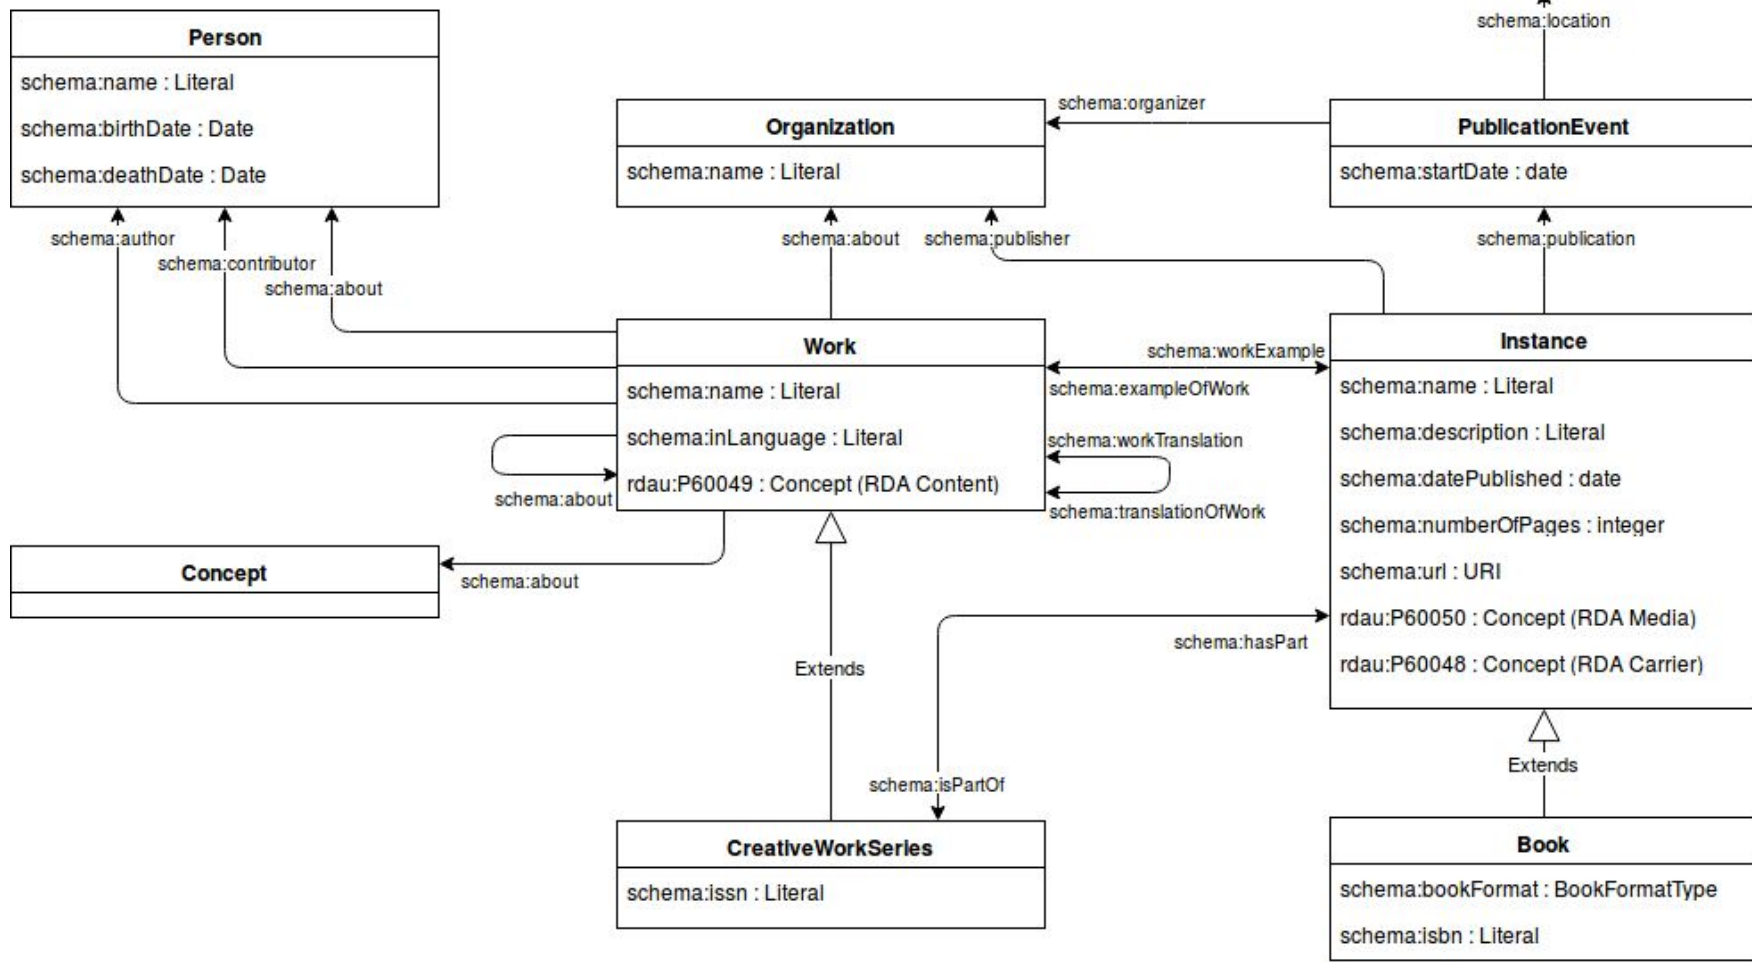 schema:location
Person
schema:name : Literal
schema:birthDate : Date
schema:deathDate : Date
Organization
schema:name : Literal
schema:organizer
PublicationEvent
schema:startDate : date
schema:author
schema:contributor
schema:about
schema:about
schema:publisher
schema:publication
Work
schema:name : Literal
schema:inLanguage : Literal
rdau:P60049 : Concept (RDA Content)
schema:about
schema:workExample
schema:exampleOfWork
schema:workTranslation
schema:translationOfWork
Instance
schema:name : Literal
schema:description : Literal
schema:datePublished : date
schema:numberOfPages : integer
schema:url : URI
rdau:P60050 : Concept (RDA Media)
rdau:P60048 : Concept (RDA Carrier)
Concept
schema:about
Extends
schema:hasPart
schema:isPartOf
Extends
CreativeWorkSeries
schema:issn : Literal
Book
schema:bookFormat : BookFormatType
schema:isbn : Literal